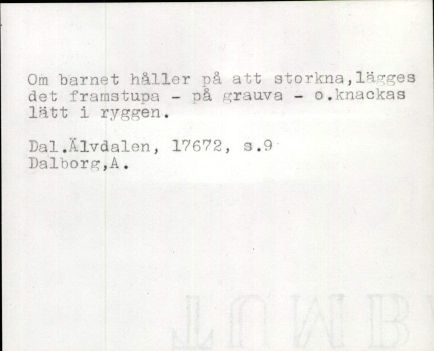 Om barnet håller på att storkna,lägges
det framstupa - på grauva - o.knackas
lätt i ryggen.
Dal.Älvdalen, 17672, s.9
Dalborg,A.